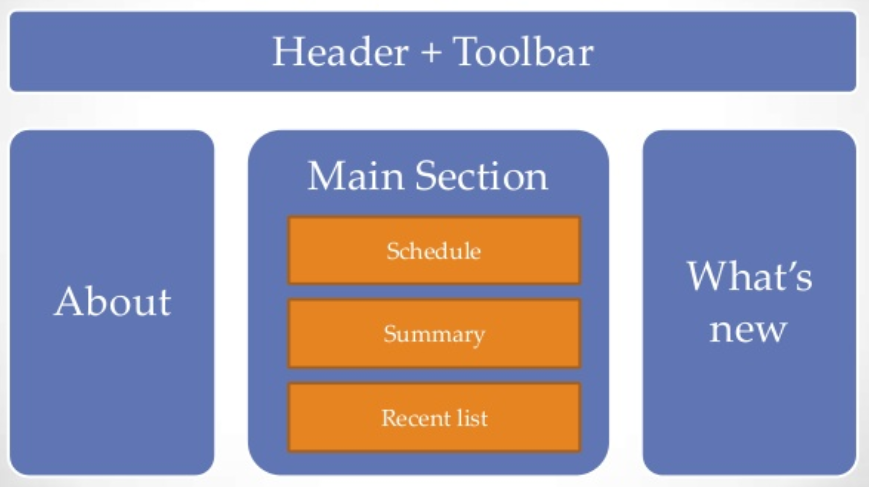 Header + Toolbar
About
Main Section
Schedule
Summary
Recent list
What’s
new